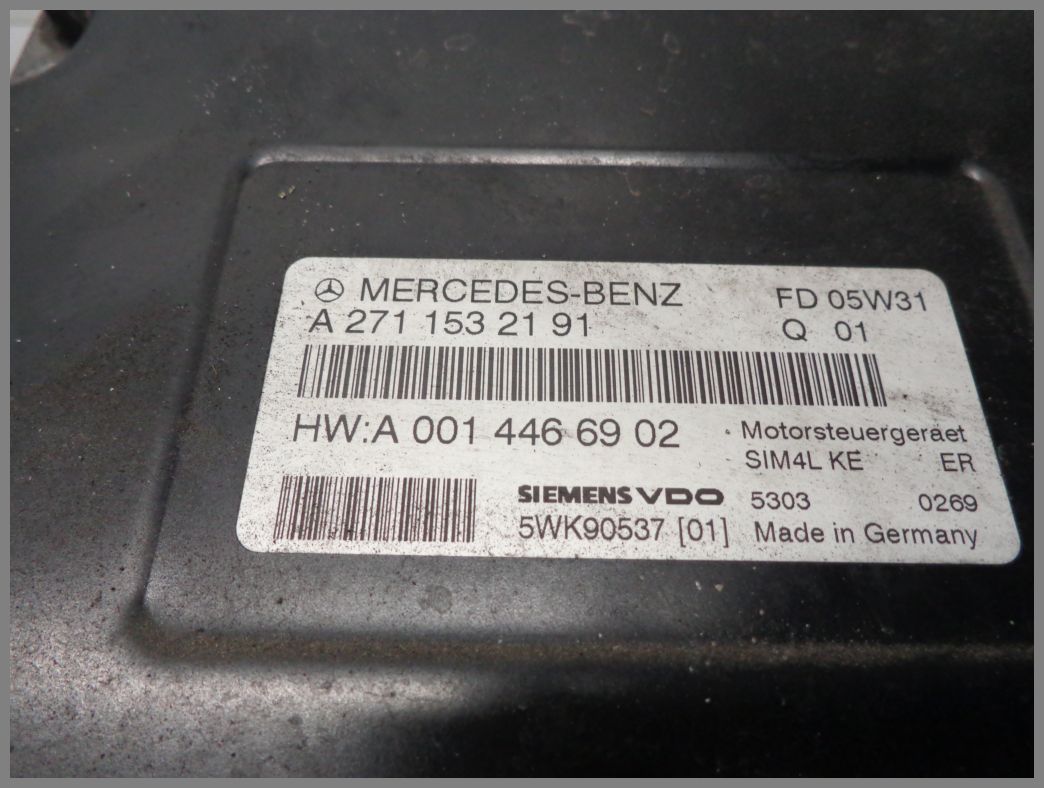 MERCEDES-BENZ FD 05W31
A 271 153 21 91 Q 01
HW:A 001 446 69 02 Motorsteuergeraet
SIM4L KE ER
SIEMENS VDO 5303 0269
5WK90537 [01] Made in Germany